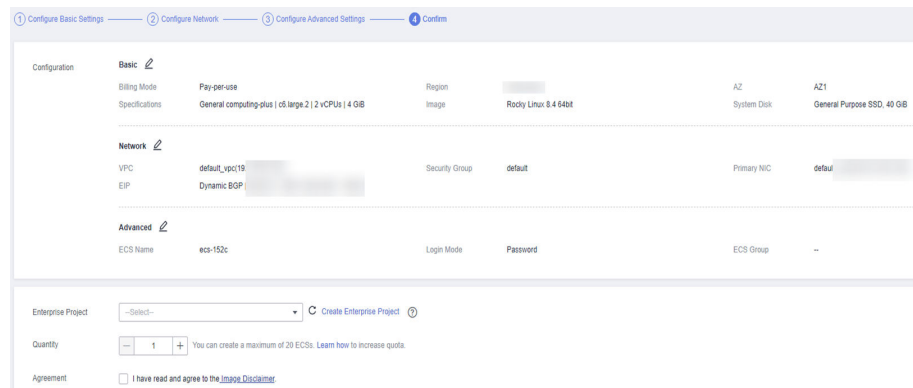 1 Configure Basic Settings 2 Configure Network 3 Configure Advanced Settings 4 Confirm
Configuration Basic
Billing Mode Pay-per-use Region AZ AZ1
Specifications General computing-plus | c6.large.2 | 2 vCPUs | 4 GiB Image Rocky Linux 8.4 64bit System Disk General Purpose SSD, 40 GiB
Network
VPC default_vpc(19 Security Group default Primary NIC defaul
EIP Dynamic BGP
Advanced
ECS Name ecs-152c Login Mode Password ECS Group --
Enterprise Project --Select-- Create Enterprise Project ?
Quantity − 1 + You can create a maximum of 20 ECSs. Learn how to increase quota.
Agreement I have read and agree to the Image Disclaimer.